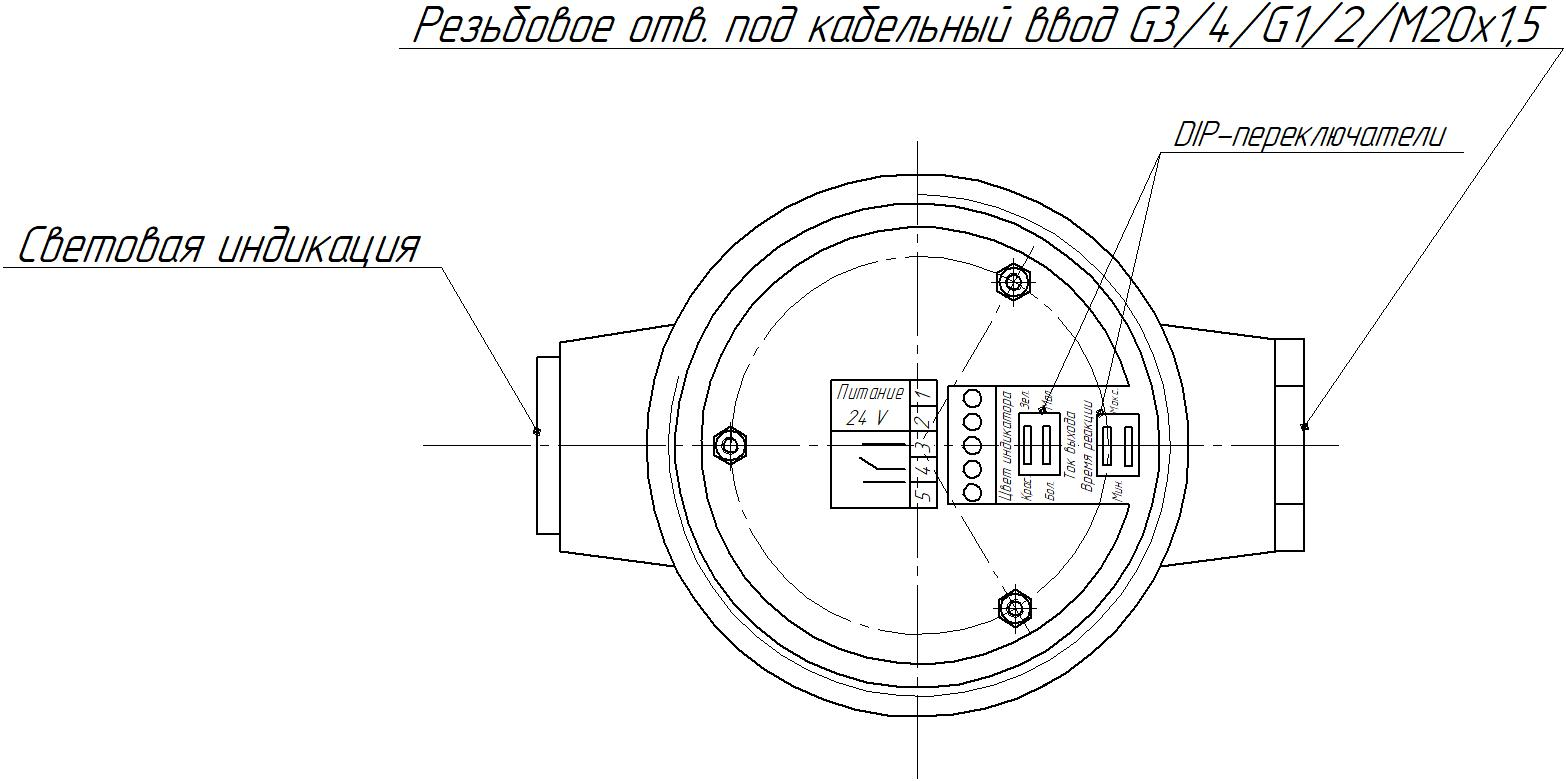 Резьбовое отв. под кабельный ввод G3/4/G1/2/M20x1,5
DIP-переключатели
Световая индикация
Питание
24 V
1
2
3
4
5
Цвет индикатора
Зел.
Крас
Мал.
Бол.
Ток выхода
Время реакции
Макс.
Мин.